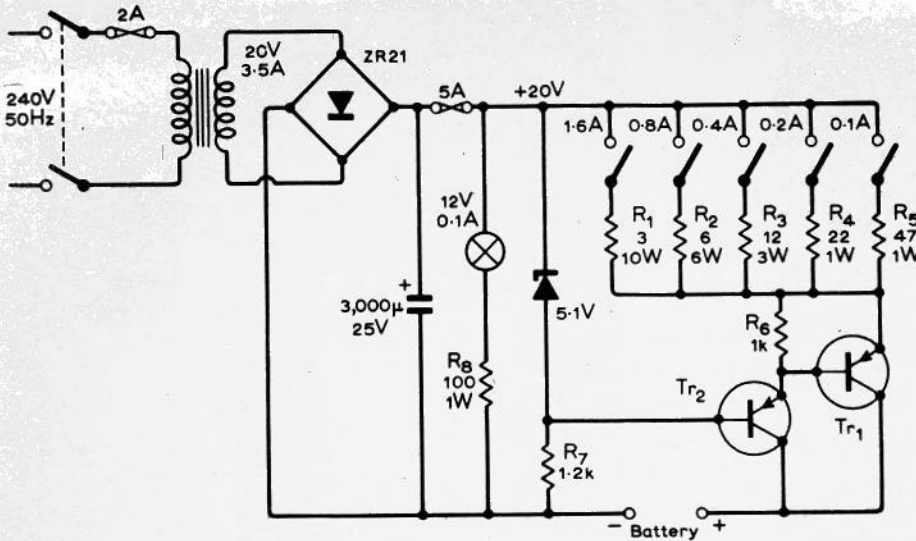 2A
240V
50Hz
20V
3.5A
ZR21
5A
+20V
1.6A
0.8A
0.4A
0.2A
0.1A
12V
0.1A
R1
3
10W
R2
6
6W
R3
12
3W
R4
22
1W
R5
47
1W
+
3,000μ
25V
5.1V
R6
1k
R8
100
1W
Tr2
Tr1
R7
1.2k
- Battery +